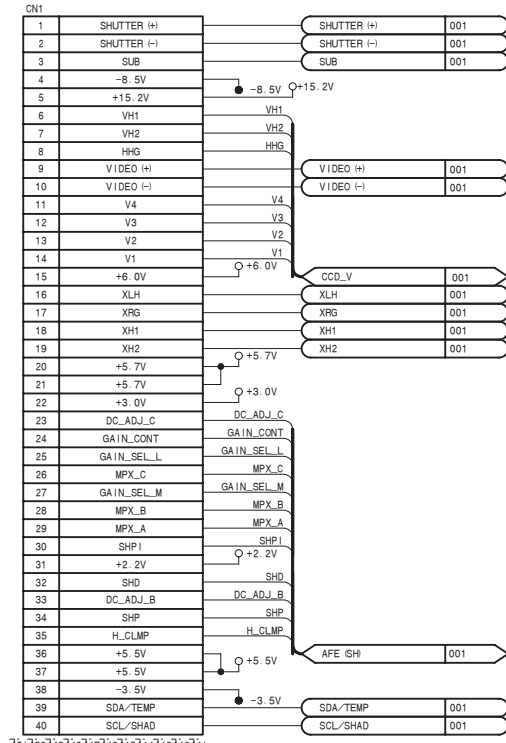 CN1
1 SHUTTER (+) SHUTTER (+) 001
2 SHUTTER (-) SHUTTER (-) 001
3 SUB SUB 001
4 -8.5V -8.5V +15.2V
5 +15.2V
6 VH1 VH1
7 VH2 VH2
8 HHG HHG
9 VIDEO (+) VIDEO (+) 001
10 VIDEO (-) VIDEO (-) 001
11 V4 V4
12 V3 V3
13 V2 V2
14 V1 V1
15 +6.0V +6.0V CCD_V 001
16 XLH XLH 001
17 XRG XRG 001
18 XH1 XH1 001
19 XH2 XH2 001
20 +5.7V +5.7V
21 +5.7V
22 +3.0V +3.0V
23 DC_ADJ_C DC_ADJ_C
24 GAIN_CONT GAIN_CONT
25 GAIN_SEL_L GAIN_SEL_L
26 MPX_C MPX_C
27 GAIN_SEL_M GAIN_SEL_M
28 MPX_B MPX_B
29 MPX_A MPX_A
30 SHPI SHPI
31 +2.2V +2.2V
32 SHD SHD
33 DC_ADJ_B DC_ADJ_B
34 SHP SHP
35 H_CLMP H_CLMP
36 +5.5V AFE (SH) 001
37 +5.5V +5.5V
38 -3.5V -3.5V
39 SDA/TEMP SDA/TEMP 001
40 SCL/SHAD SCL/SHAD 001